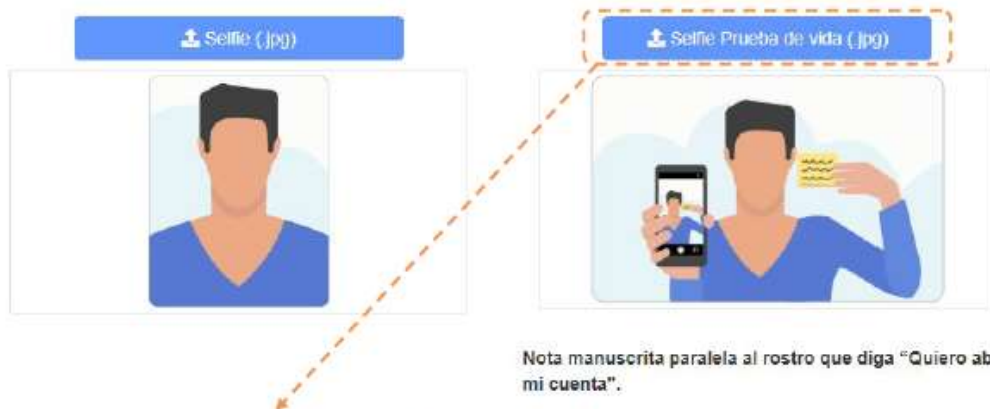 Selfie (.jpg)
Selfie Prueba de vida (.jpg)
Nota manuscrita paralela al rostro que diga “Quiero ab
mi cuenta”.